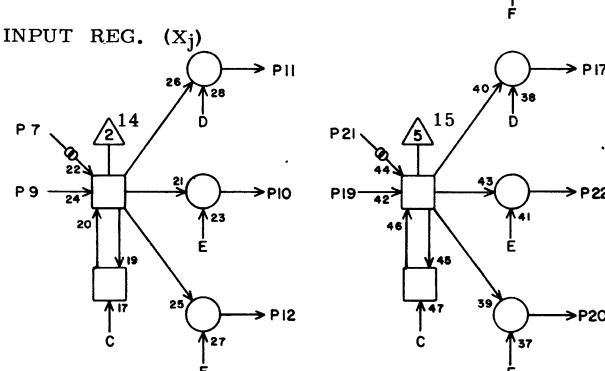 F
INPUT REG. (Xj)
26 P11 40 P17
28 38
14 15
P7 2 D P21 5 D
22 44
P9 24 21 P10 P19 42 43 P22
23 41
20 46
E E
19 45
25 39
17 P12 47 P20
27 37
C C